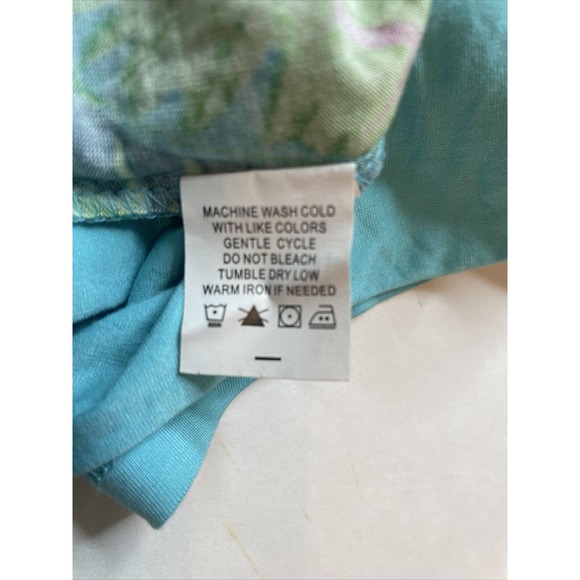 MACHINE WASH COLD
WITH LIKE COLORS
GENTLE CYCLE
DO NOT BLEACH
TUMBLE DRY LOW
WARM IRON IF NEEDED